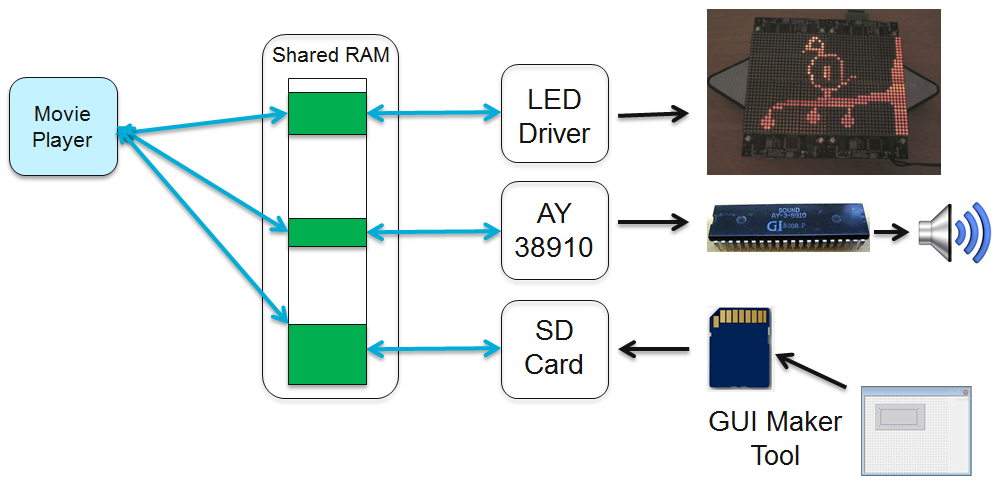 Shared RAM
Movie
Player
LED
Driver
AY
38910
SOUND
AY-3-8910
GI 8308 P
SD
Card
GUI Maker
Tool